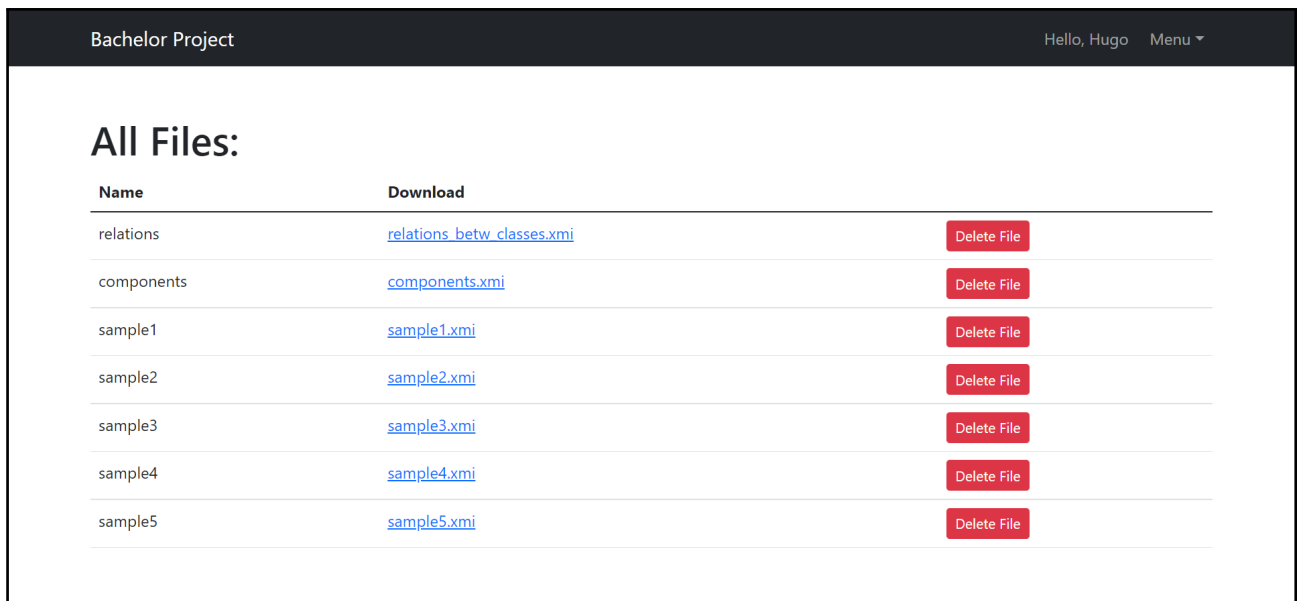 Bachelor Project Hello, Hugo Menu
All Files:
Name Download
relations relations_betw_classes.xmi Delete File
components components.xmi Delete File
sample1 sample1.xmi Delete File
sample2 sample2.xmi Delete File
sample3 sample3.xmi Delete File
sample4 sample4.xmi Delete File
sample5 sample5.xmi Delete File